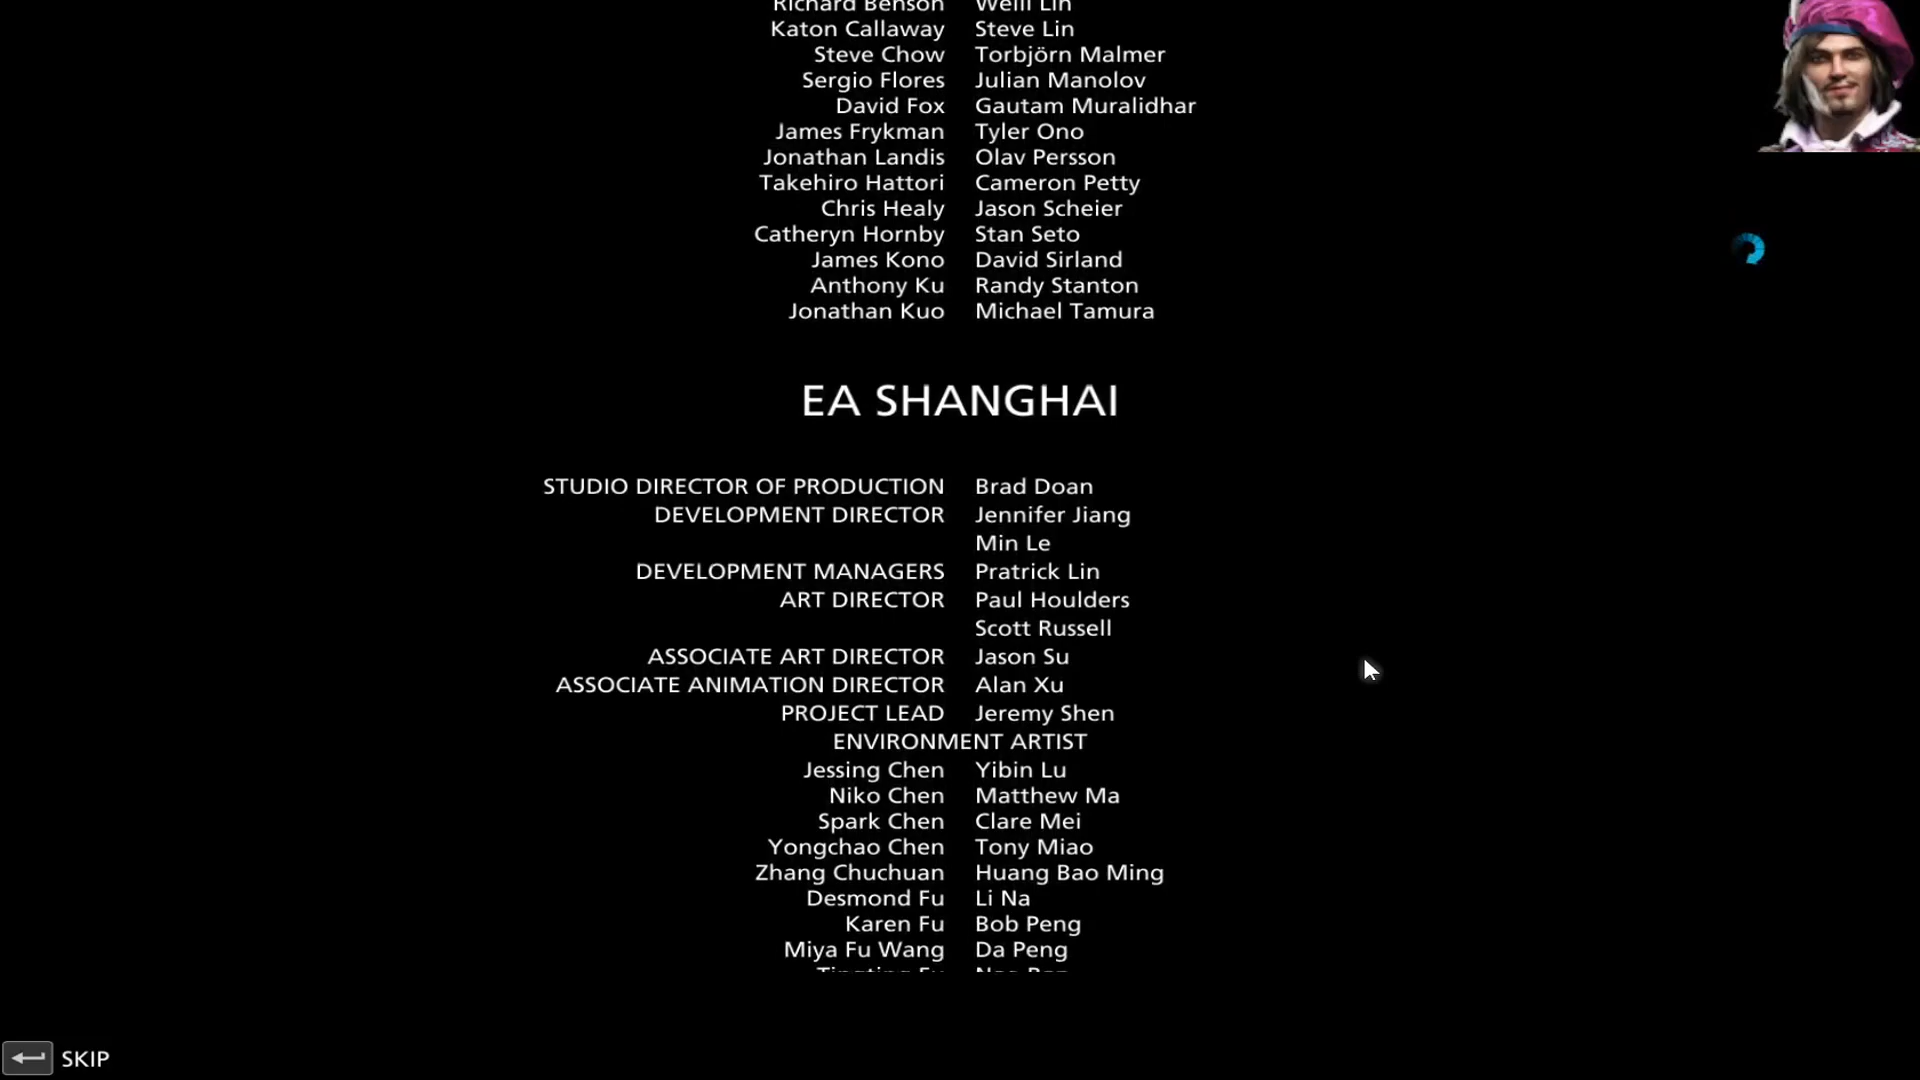 Richard Benson Weili Lin
Katon Callaway Steve Lin
Steve Chow Torbjörn Malmer
Sergio Flores Julian Manolov
David Fox Gautam Muralidhar
James Frykman Tyler Ono
Jonathan Landis Olav Persson
Takehiro Hattori Cameron Petty
Chris Healy Jason Scheier
Catheryn Hornby Stan Seto
James Kono David Sirland
Anthony Ku Randy Stanton
Jonathan Kuo Michael Tamura
EA SHANGHAI
STUDIO DIRECTOR OF PRODUCTION Brad Doan
DEVELOPMENT DIRECTOR Jennifer Jiang
Min Le
DEVELOPMENT MANAGERS Pratrick Lin
ART DIRECTOR Paul Houlders
Scott Russell
ASSOCIATE ART DIRECTOR Jason Su
ASSOCIATE ANIMATION DIRECTOR Alan Xu
PROJECT LEAD Jeremy Shen
ENVIRONMENT ARTIST
Jessing Chen Yibin Lu
Niko Chen Matthew Ma
Spark Chen Clare Mei
Yongchao Chen Tony Miao
Zhang Chuchuan Huang Bao Ming
Desmond Fu Li Na
Karen Fu Bob Peng
Miya Fu Wang Da Peng
SKIP